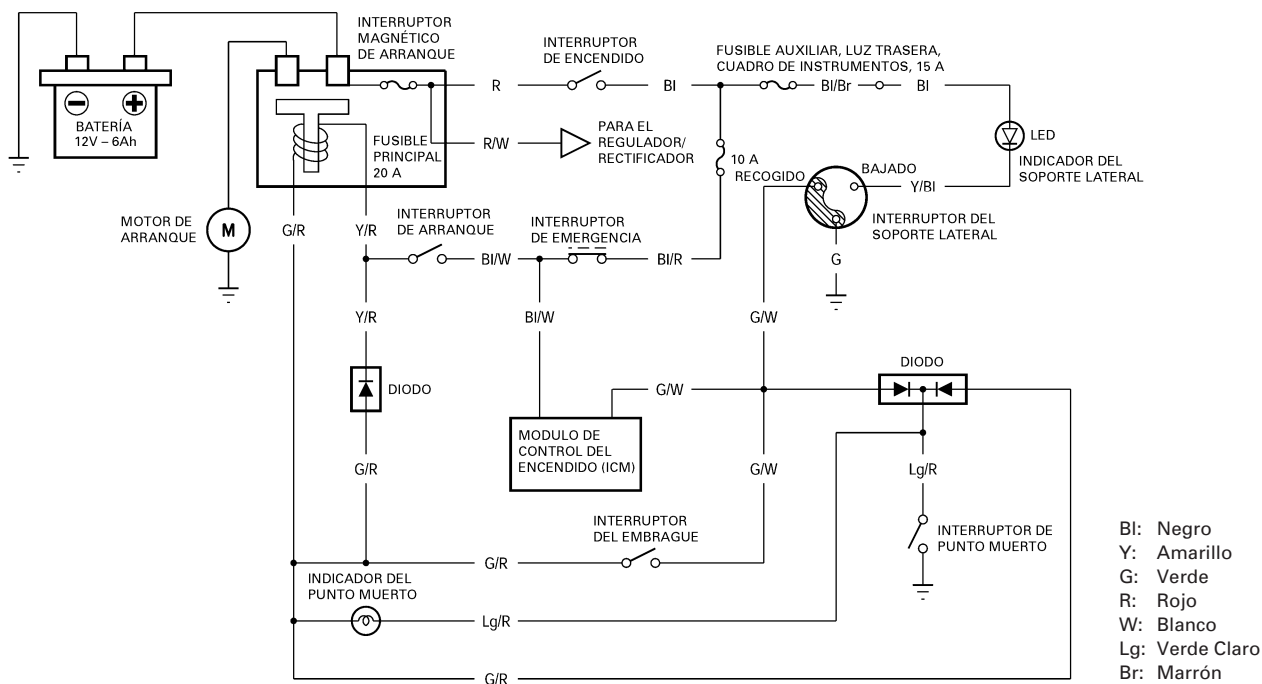 INTERRUPTOR
MAGNÉTICO
DE ARRANQUE
INTERRUPTOR
DE ENCENDIDO
FUSIBLE AUXILIAR, LUZ TRASERA,
CUADRO DE INSTRUMENTOS, 15 A
R
Bl
Bl/Br
Bl
BATERÍA
12V – 6Ah
FUSIBLE
PRINCIPAL
20 A
R/W
PARA EL
REGULADOR/
RECTIFICADOR
10 A
RECOGIDO
BAJADO
LED
INDICADOR DEL
SOPORTE LATERAL
Y/Bl
INTERRUPTOR DEL
SOPORTE LATERAL
MOTOR DE
ARRANQUE
M
G/R
Y/R
INTERRUPTOR
DE ARRANQUE
INTERRUPTOR
DE EMERGENCIA
Bl/W
Bl/R
G
Y/R
Bl/W
G/W
DIODO
DIODO
G/W
MODULO DE
CONTROL DEL
ENCENDIDO (ICM)
G/R
G/W
Lg/R
INTERRUPTOR
DEL EMBRAGUE
INTERRUPTOR DE
PUNTO MUERTO
G/R
INDICADOR DEL
PUNTO MUERTO
Lg/R
G/R
Bl: Negro
Y: Amarillo
G: Verde
R: Rojo
W: Blanco
Lg: Verde Claro
Br: Marrón